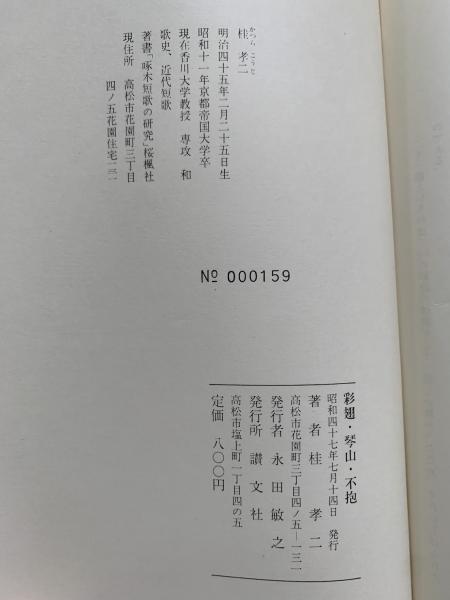 かつら こうじ
桂 孝二
明治四十五年二月二十五日生
昭和十一年京都帝国大学卒
現在香川大学教授 専攻 和
歌史、近代短歌
著書「啄木短歌の研究」桜楓社
現住所 高松市花園町三丁目
四ノ五花園住宅一三一
№ 000159
彩翅・琴山・不抱
昭和四十七年七月十四日 発行
著者 桂 孝二
高松市花園町三丁目四ノ五―一三一
発行者 永田敏之
発行所 讃文社
高松市塩上町一丁目四の五
定価 八〇〇円